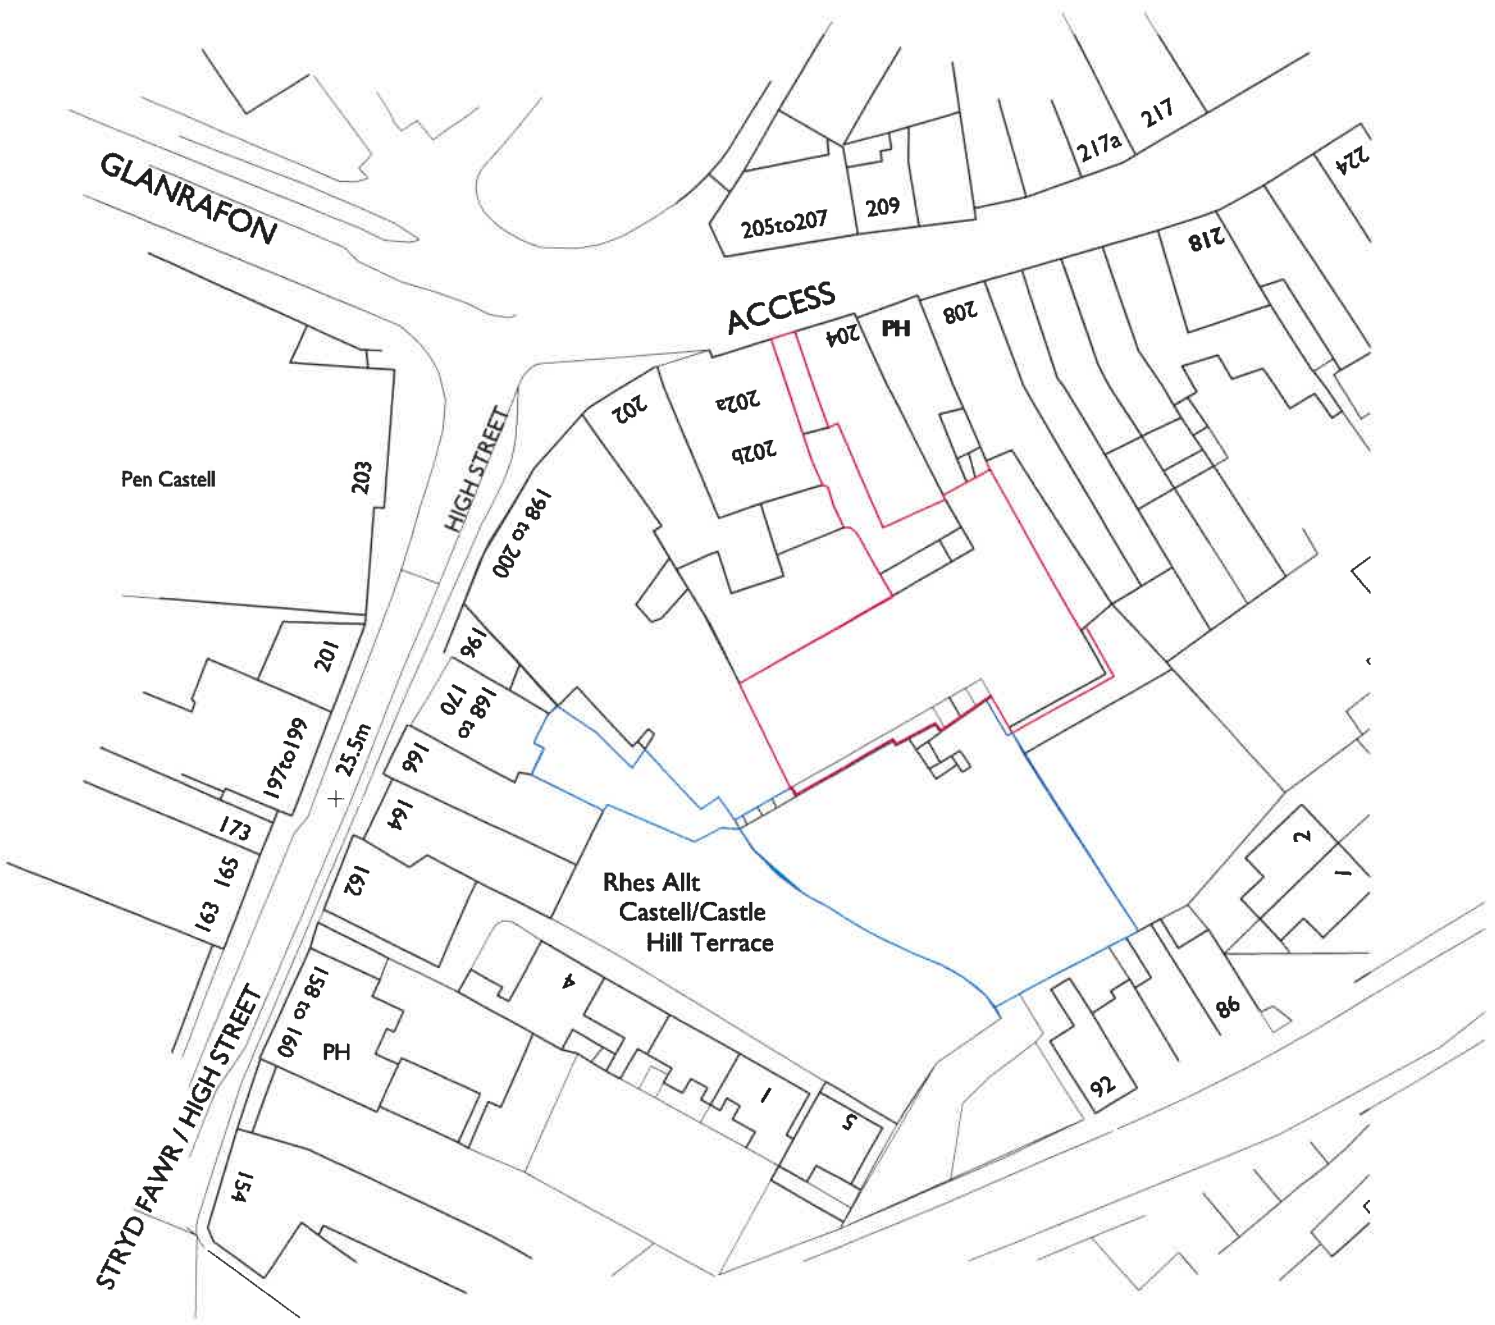 GLANRAFON
217
217a
224
209
205to207
218
ACCESS
208
PH
204
202a
202
202b
HIGH STREET
Pen Castell
203
198 to 200
196
201
168 to
170
25.5m
197to199
166
164
173
165
163
162
2
1
Rhes Allt
Castell/Castle
Hill Terrace
4
158 to
160
PH
86
92
1
5
STRYD FAWR / HIGH STREET
154